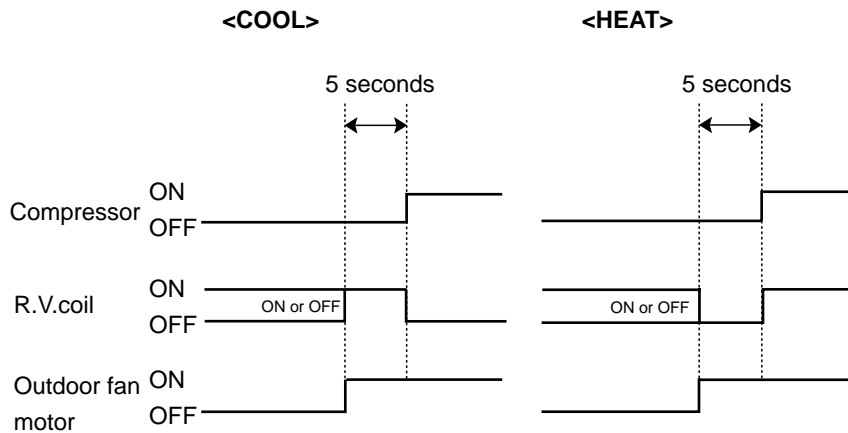 <COOL> <HEAT>
5 seconds 5 seconds
Compressor ON
OFF
R.V.coil ON
ON or OFF ON or OFF
OFF
Outdoor fan motor ON
OFF